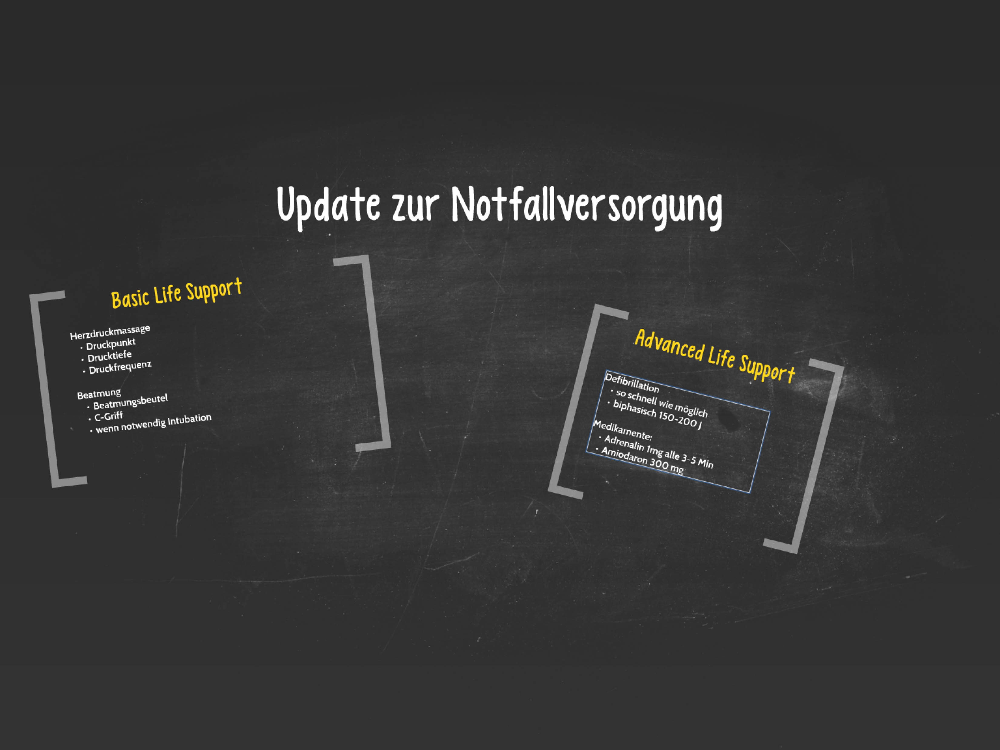 Update zur Notfallversorgung
Basic Life Support
Herzdruckmassage
• Druckpunkt
• Drucktiefe
• Druckfrequenz
Beatmung
• Beatmungsbeutel
• C-Griff
• wenn notwendig Intubation
Advanced Life Support
Defibrillation
• so schnell wie möglich
• biphasisch 150-200 J
Medikamente:
• Adrenalin 1mg alle 3-5 Min
• Amiodaron 300 mg